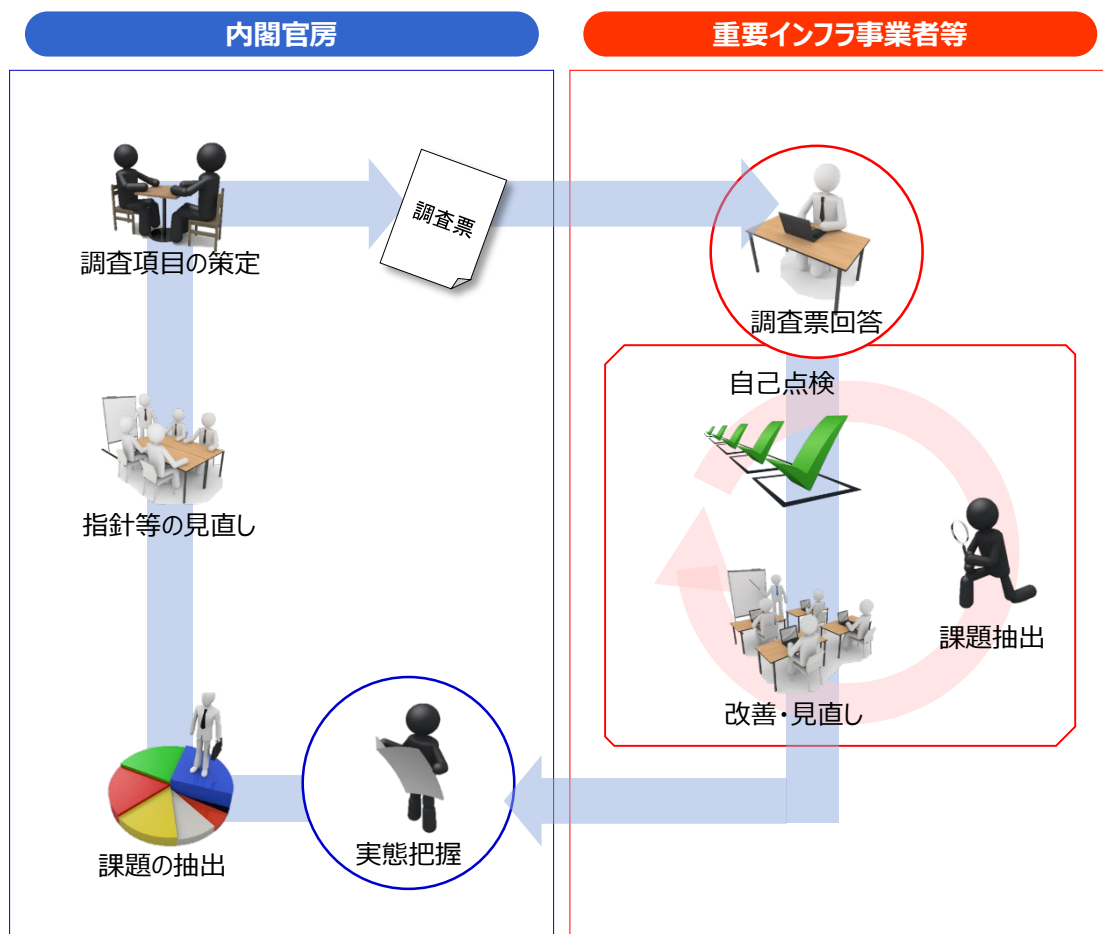 内閣官房
重要インフラ事業者等
調査項目の策定
調査票
調査票回答
自己点検
指針等の見直し
課題抽出
改善・見直し
課題の抽出
実態把握